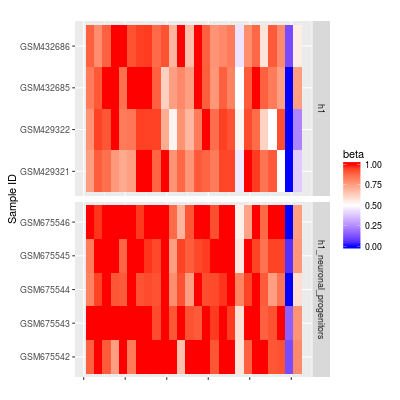 GSM432686
GSM432685
GSM429322
GSM429321
h1
GSM675546
GSM675545
GSM675544
GSM675543
GSM675542
h1_neuronal_progenitors
Sample ID
beta
1.00
0.75
0.50
0.25
0.00